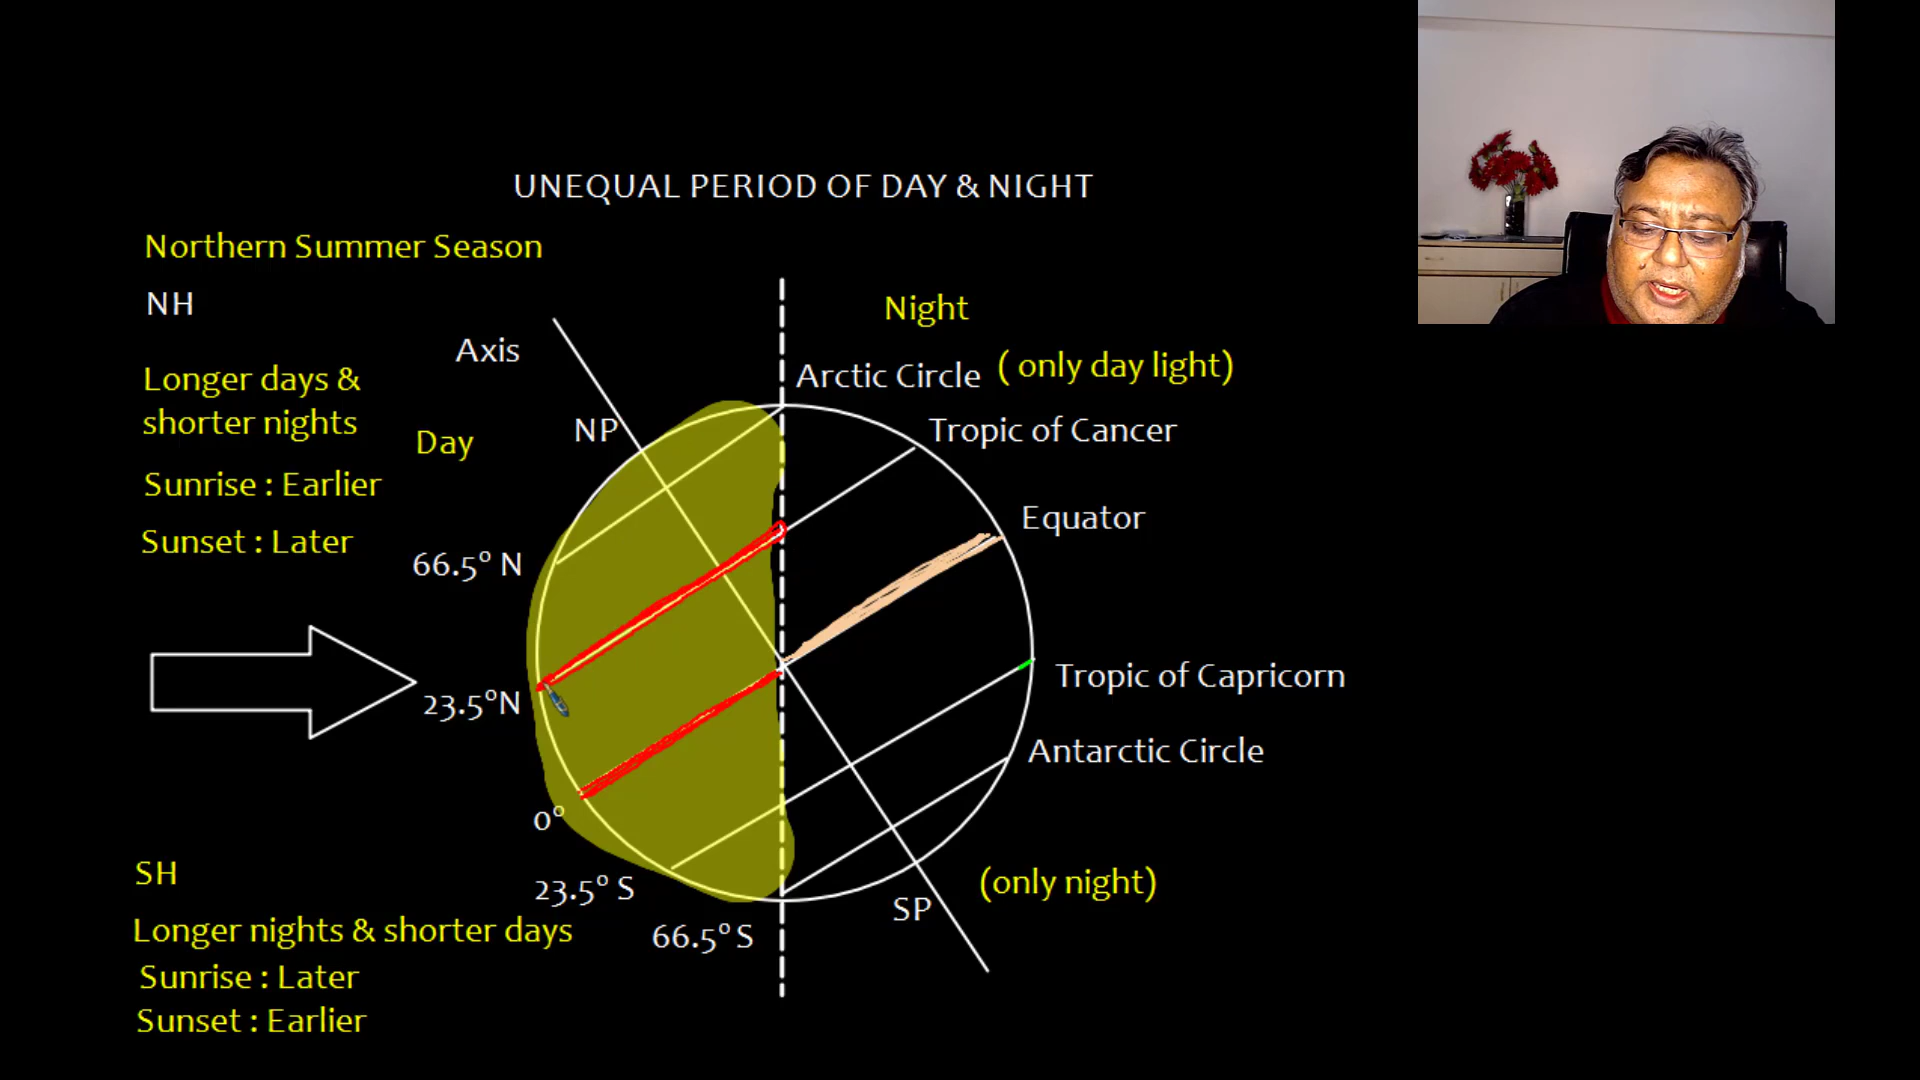 UNEQUAL PERIOD OF DAY & NIGHT
Northern Summer Season
NH
Night
Axis
Arctic Circle ( only day light)
Longer days &
shorter nights
NP
Tropic of Cancer
Day
Sunrise : Earlier
Equator
Sunset : Later
66.5° N
23.5°N
Tropic of Capricorn
Antarctic Circle
0°
SH
23.5° S
(only night)
SP
Longer nights & shorter days
66.5° S
Sunrise : Later
Sunset : Earlier